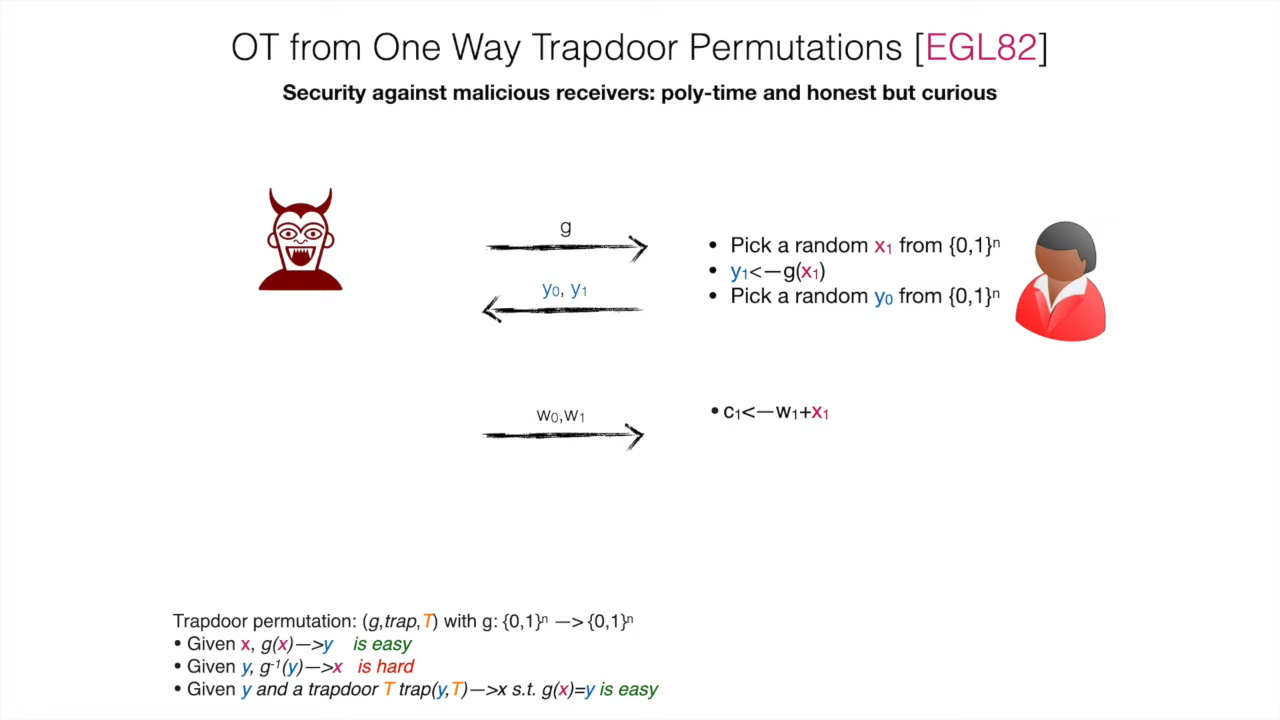 OT from One Way Trapdoor Permutations [EGL82]
Security against malicious receivers: poly-time and honest but curious
g
• Pick a random x₁ from {0,1}ⁿ
• y₁<—g(x₁)
y₀, y₁
• Pick a random y₀ from {0,1}ⁿ
w₀,w₁
• c₁<—w₁+x₁
Trapdoor permutation: (g,trap,T) with g: {0,1}ⁿ —> {0,1}ⁿ
• Given x, g(x)—>y is easy
• Given y, g⁻¹(y)—>x is hard
• Given y and a trapdoor T trap(y,T)—>x s.t. g(x)=y is easy